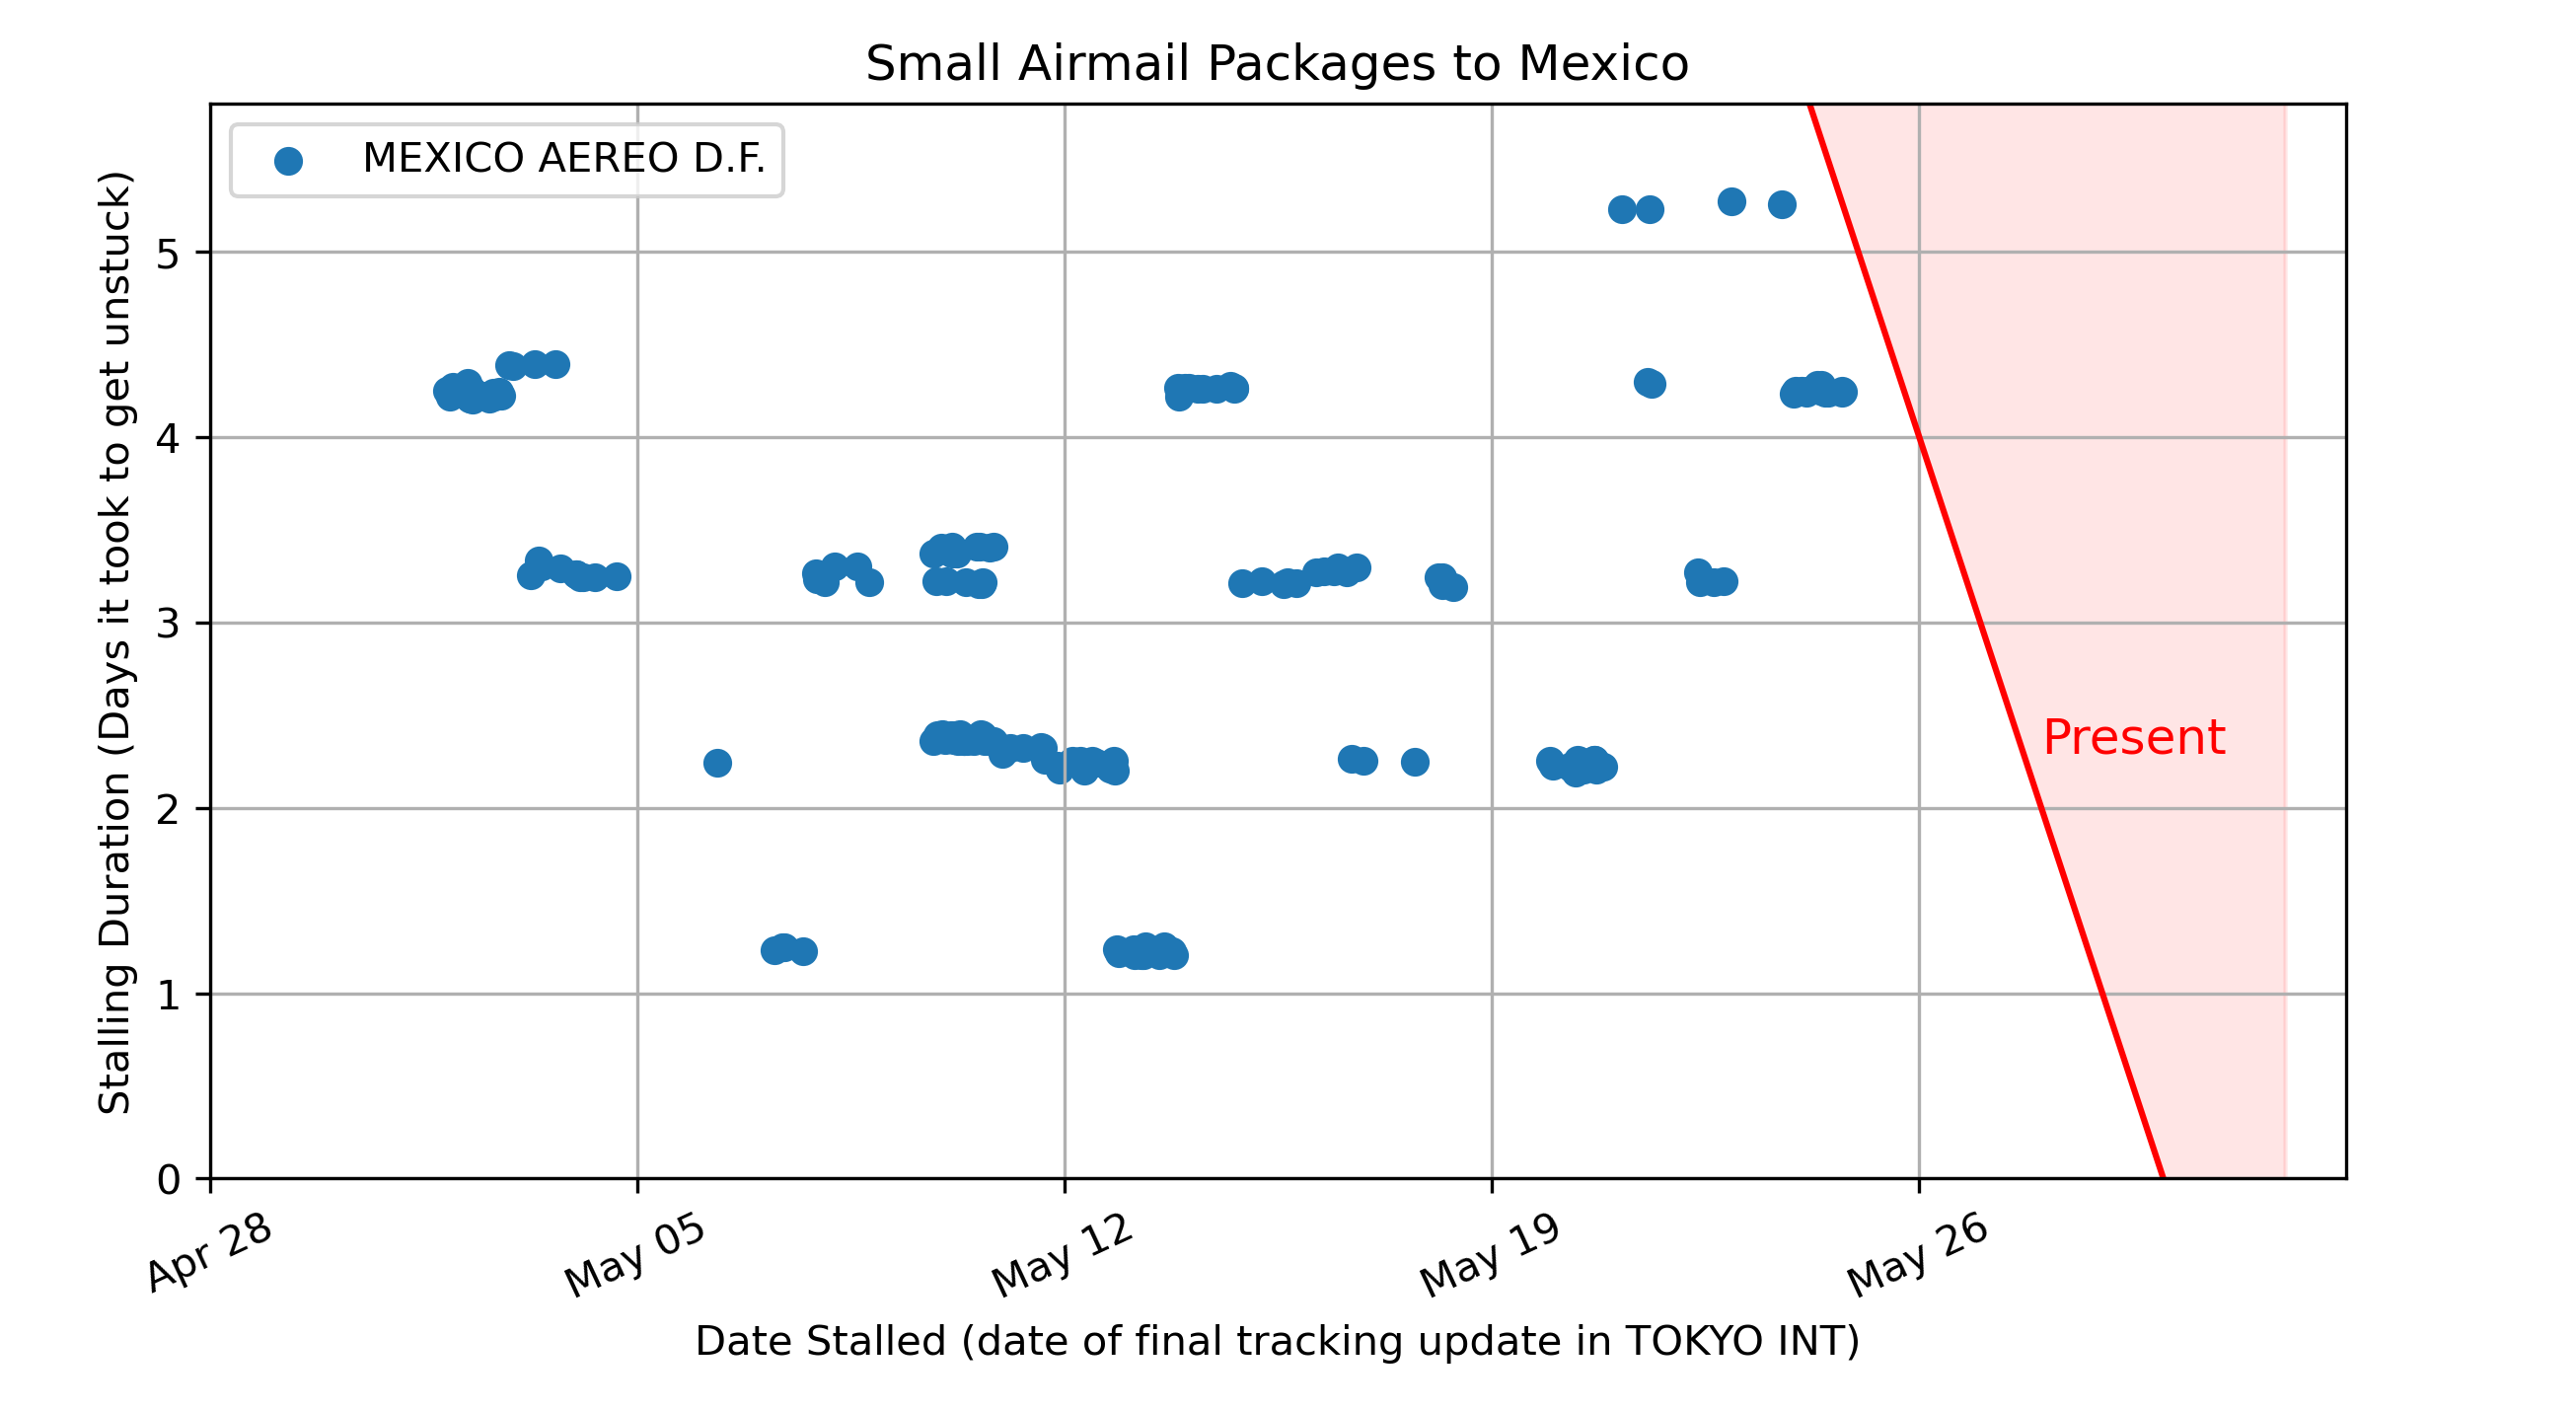 Small Airmail Packages to Mexico
MEXICO AEREO D.F.
Stalling Duration (Days it took to get unstuck)
5
4
3
2
1
0
Present
Apr 28
May 05
May 12
May 19
May 26
Date Stalled (date of final tracking update in TOKYO INT)